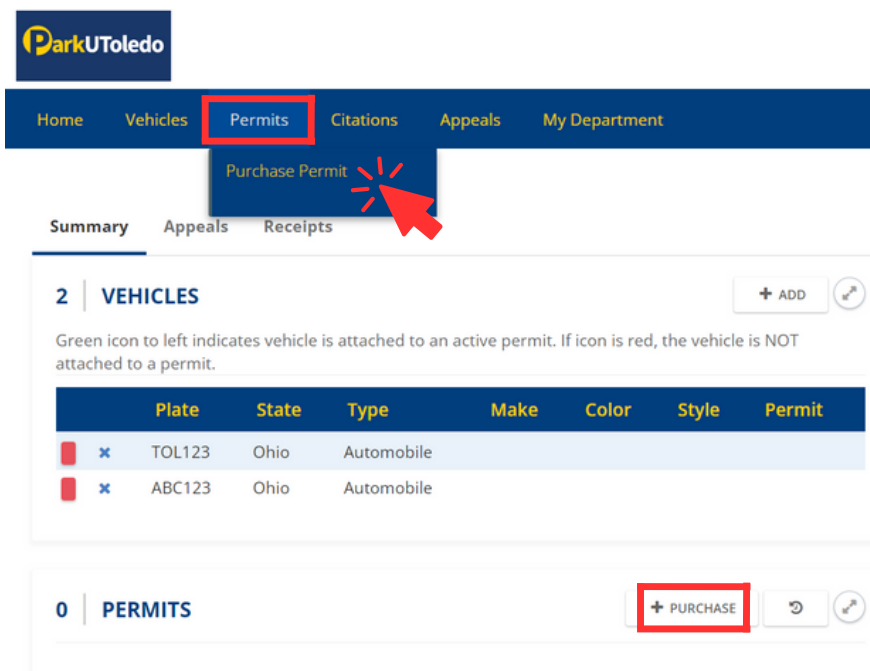 ParkUToledo
Home Vehicles Permits Citations Appeals My Department
Purchase Permit
Summary Appeals Receipts
2 VEHICLES + ADD
Green icon to left indicates vehicle is attached to an active permit. If icon is red, the vehicle is NOT
attached to a permit.
Plate State Type Make Color Style Permit
TOL123 Ohio Automobile
ABC123 Ohio Automobile
0 PERMITS + PURCHASE